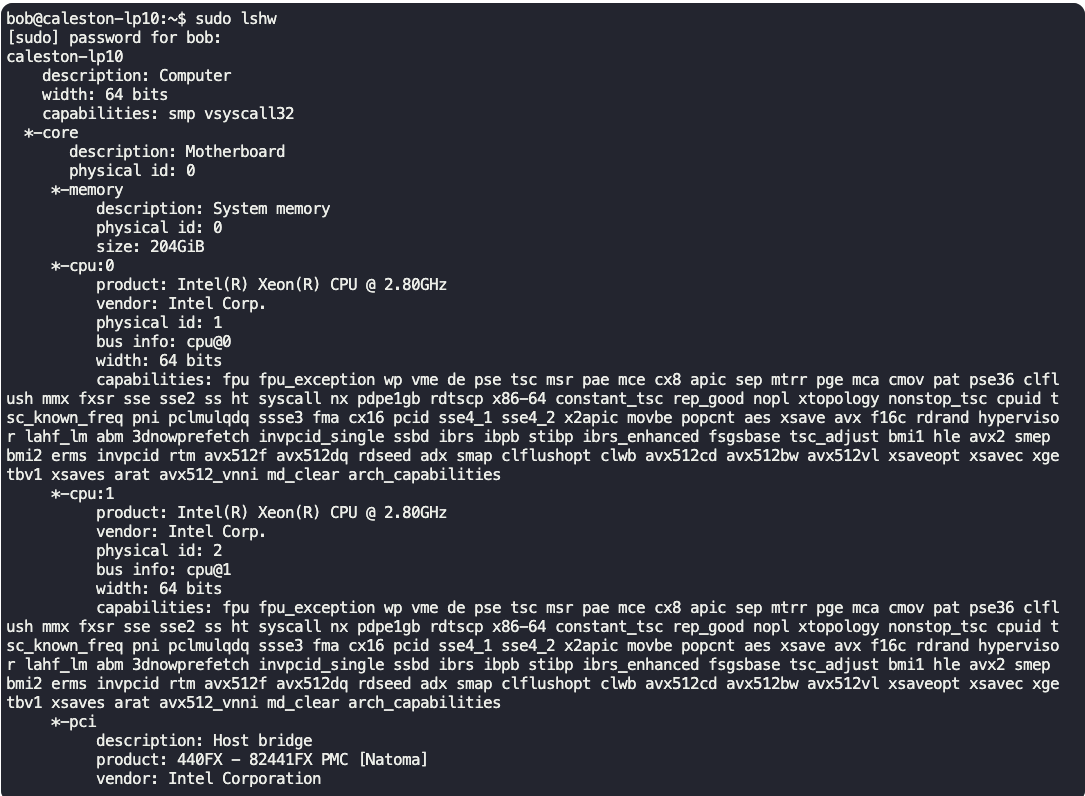 bob@caleston-lp10:~$ sudo lshw
[sudo] password for bob:
caleston-lp10
    description: Computer
    width: 64 bits
    capabilities: smp vsyscall32
  *-core
       description: Motherboard
       physical id: 0
     *-memory
          description: System memory
          physical id: 0
          size: 204GiB
     *-cpu:0
          product: Intel(R) Xeon(R) CPU @ 2.80GHz
          vendor: Intel Corp.
          physical id: 1
          bus info: cpu@0
          width: 64 bits
          capabilities: fpu fpu_exception wp vme de pse tsc msr pae mce cx8 apic sep mtrr pge mca cmov pat pse36 clfl
ush mmx fxsr sse sse2 ss ht syscall nx pdpe1gb rdtscp x86-64 constant_tsc rep_good nopl xtopology nonstop_tsc cpuid t
sc_known_freq pni pclmulqdq ssse3 fma cx16 pcid sse4_1 sse4_2 x2apic movbe popcnt aes xsave avx f16c rdrand hyperviso
r lahf_lm abm 3dnowprefetch invpcid_single ssbd ibrs ibpb stibp ibrs_enhanced fsgsbase tsc_adjust bmi1 hle avx2 smep
bmi2 erms invpcid rtm avx512f avx512dq rdseed adx smap clflushopt clwb avx512cd avx512bw avx512vl xsaveopt xsavec xge
tbv1 xsaves arat avx512_vnni md_clear arch_capabilities
     *-cpu:1
          product: Intel(R) Xeon(R) CPU @ 2.80GHz
          vendor: Intel Corp.
          physical id: 2
          bus info: cpu@1
          width: 64 bits
          capabilities: fpu fpu_exception wp vme de pse tsc msr pae mce cx8 apic sep mtrr pge mca cmov pat pse36 clfl
ush mmx fxsr sse sse2 ss ht syscall nx pdpe1gb rdtscp x86-64 constant_tsc rep_good nopl xtopology nonstop_tsc cpuid t
sc_known_freq pni pclmulqdq ssse3 fma cx16 pcid sse4_1 sse4_2 x2apic movbe popcnt aes xsave avx f16c rdrand hyperviso
r lahf_lm abm 3dnowprefetch invpcid_single ssbd ibrs ibpb stibp ibrs_enhanced fsgsbase tsc_adjust bmi1 hle avx2 smep
bmi2 erms invpcid rtm avx512f avx512dq rdseed adx smap clflushopt clwb avx512cd avx512bw avx512vl xsaveopt xsavec xge
tbv1 xsaves arat avx512_vnni md_clear arch_capabilities
     *-pci
          description: Host bridge
          product: 440FX - 82441FX PMC [Natoma]
          vendor: Intel Corporation